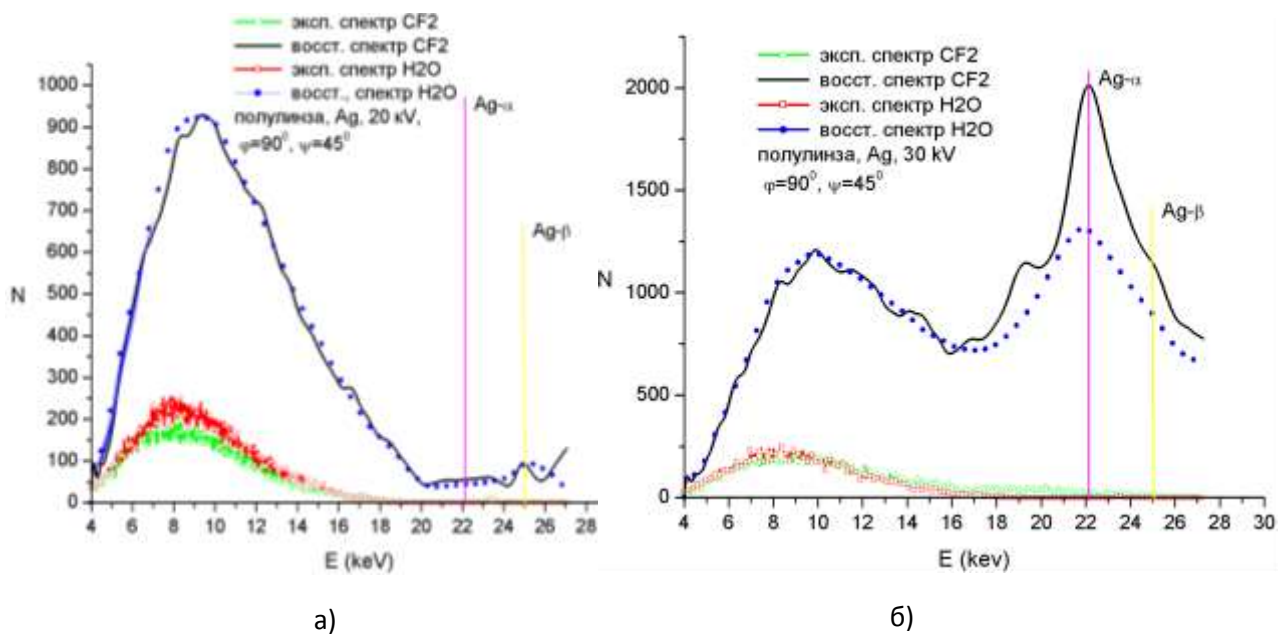 эксп. спектр CF2
восст. спектр CF2
эксп. спектр H2O
восст., спектр H2O
полулинза, Ag, 20 кV,
φ=90⁰, ψ=45⁰
Ag-α
Ag-β
N
1000
900
800
700
600
500
400
300
200
100
0
4 6 8 10 12 14 16 18 20 22 24 26 28
E (keV)
а)
эксп. спектр CF2
восст. спектр CF2
эксп. спектр H2O
восст. спектр H2O
полулинза, Ag, 30 kV
φ=90⁰, ψ=45⁰
Ag-α
Ag-β
N
2000
1500
1000
500
0
4 6 8 10 12 14 16 18 20 22 24 26 28 30
E (kev)
б)